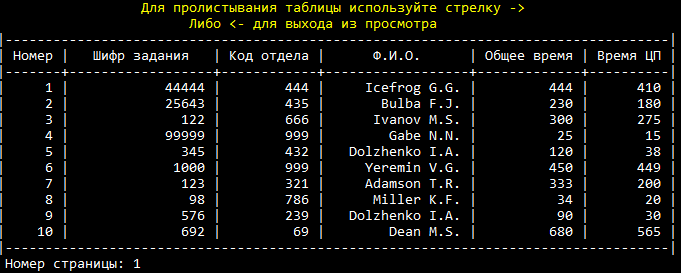 Для пролистывания таблицы используйте стрелку ->
Либо <- для выхода из просмотра
|-----------------------------------------------------------------------------------|
| Номер | Шифр задания | Код отдела | Ф.И.О. | Общее время | Время ЦП |
|-------+------------------+------------+-----------------+-------------+----------|
| 1 | 44444 | 444 | Icefrog G.G. | 444 | 410 |
| 2 | 25643 | 435 | Bulba F.J. | 230 | 180 |
| 3 | 122 | 666 | Ivanov M.S. | 300 | 275 |
| 4 | 99999 | 999 | Gabe N.N. | 25 | 15 |
| 5 | 345 | 432 | Dolzhenko I.A. | 120 | 38 |
| 6 | 1000 | 999 | Yeremin V.G. | 450 | 449 |
| 7 | 123 | 321 | Adamson T.R. | 333 | 200 |
| 8 | 98 | 786 | Miller K.F. | 34 | 20 |
| 9 | 576 | 239 | Dolzhenko I.A. | 90 | 30 |
| 10 | 692 | 69 | Dean M.S. | 680 | 565 |
|-----------------------------------------------------------------------------------|
Номер страницы: 1